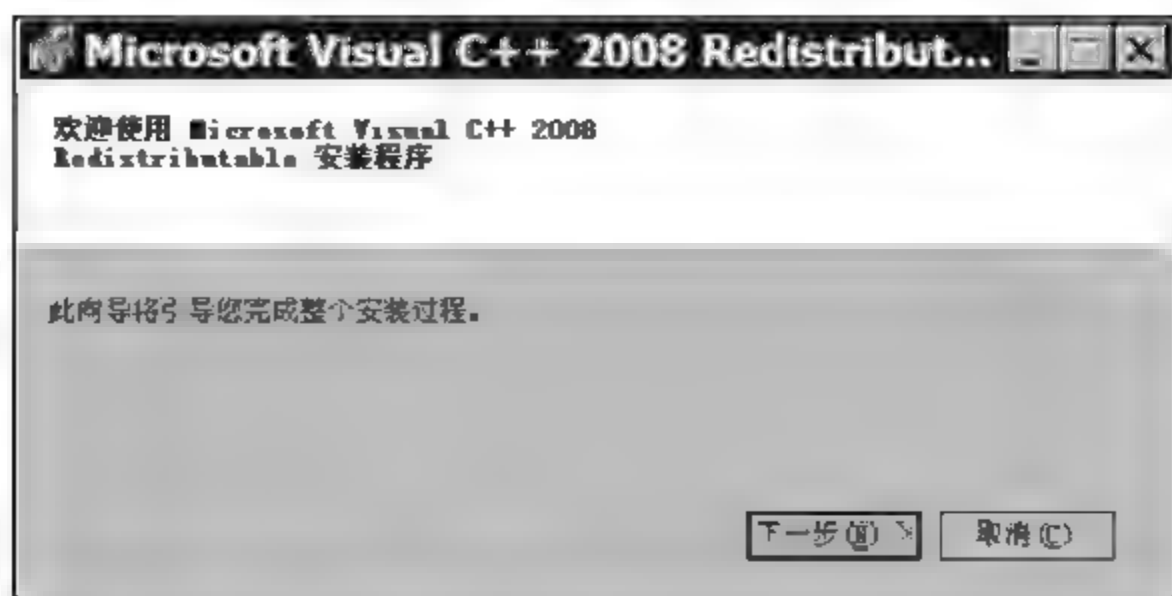 Microsoft Visual C++ 2008 Redistribut...
欢迎使用 Microsoft Visual C++ 2008
Redistributable 安装程序
此向导将引导您完成整个安装过程。
下一步(N) >
取消(C)